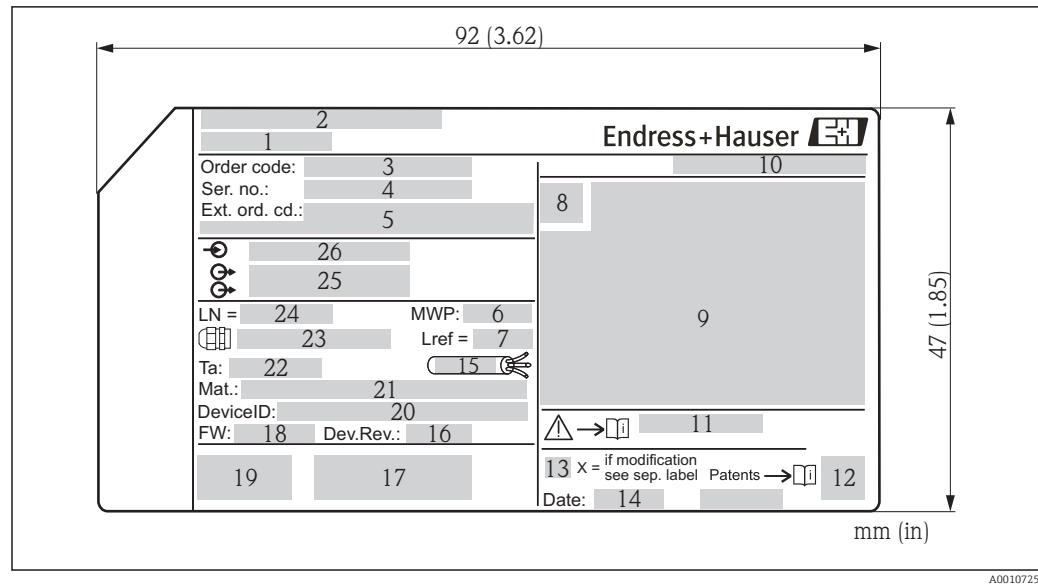 92 (3.62)
2
1
Endress+Hauser
Order code: 3
10
Ser. no.: 4
Ext. ord. cd.: 5
8
26
25
9
47 (1.85)
LN = 24 MWP: 6
23 Lref = 7
Ta: 22 15
Mat.: 21
DeviceID: 20
FW: 18 Dev.Rev.: 16
i 11
19
17
13 X = if modification
see sep. label Patents i 12
Date: 14
mm (in)
A0010725